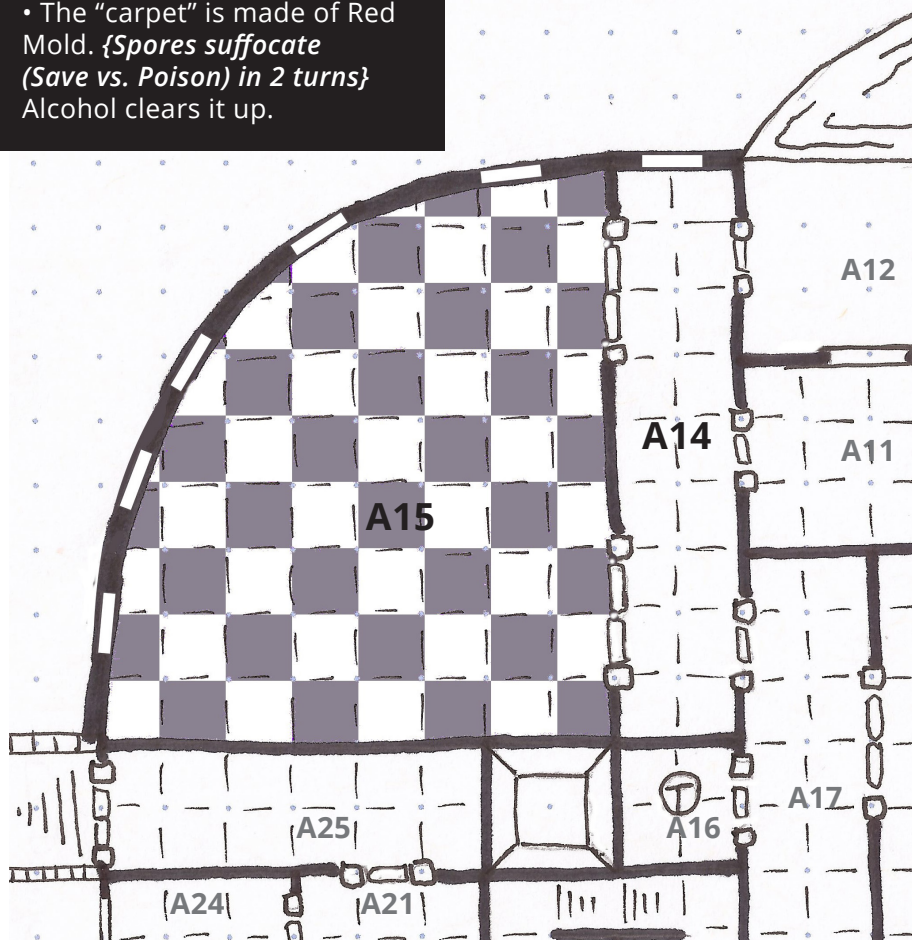 • The “carpet” is made of Red
Mold. {Spores suffocate
(Save vs. Poison) in 2 turns}
Alcohol clears it up.
A12
A14
A11
A15
A17
T
A25
A16
A24
A21